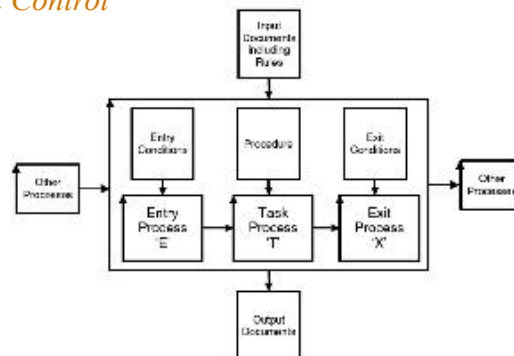 Control
Input
Documents
including
Rules
Entry
Conditions
Procedure
Exit
Conditions
Other
Processes
Entry
Process
'E'
Task
Process
'T'
Exit
Process
'X'
Other
Processes
Output
Documents